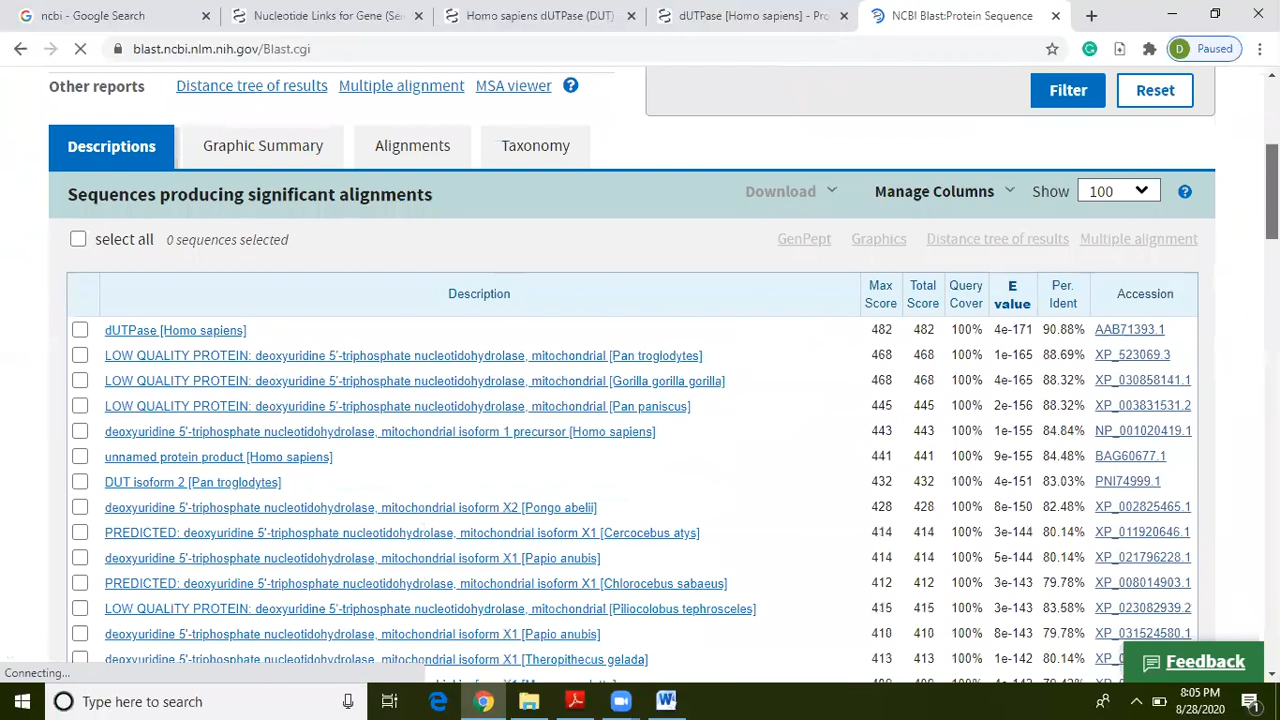 ncbi - Google Search
Nucleotide Links for Gene (Se
Homo sapiens dUTPase (DUT)
dUTPase [Homo sapiens] - Pro
NCBI Blast:Protein Sequence
blast.ncbi.nlm.nih.gov/Blast.cgi
D Paused
Other reports Distance tree of results Multiple alignment MSA viewer ?
Filter Reset
Descriptions Graphic Summary Alignments Taxonomy
Sequences producing significant alignments Download Manage Columns Show 100 ?
select all 0 sequences selected GenPept Graphics Distance tree of results Multiple alignment
Description Max Score Total Score Query Cover E value Per. Ident Accession
dUTPase [Homo sapiens] 482 482 100% 4e-171 90.88% AAB71393.1
LOW QUALITY PROTEIN: deoxyuridine 5'-triphosphate nucleotidohydrolase, mitochondrial [Pan troglodytes] 468 468 100% 1e-165 88.69% XP_523069.3
LOW QUALITY PROTEIN: deoxyuridine 5'-triphosphate nucleotidohydrolase, mitochondrial [Gorilla gorilla gorilla] 468 468 100% 4e-165 88.32% XP_030858141.1
LOW QUALITY PROTEIN: deoxyuridine 5'-triphosphate nucleotidohydrolase, mitochondrial [Pan paniscus] 445 445 100% 2e-156 88.32% XP_003831531.2
deoxyuridine 5'-triphosphate nucleotidohydrolase, mitochondrial isoform 1 precursor [Homo sapiens] 443 443 100% 1e-155 84.84% NP_001020419.1
unnamed protein product [Homo sapiens] 441 441 100% 9e-155 84.48% BAG60677.1
DUT isoform 2 [Pan troglodytes] 432 432 100% 4e-151 83.03% PNI74999.1
deoxyuridine 5'-triphosphate nucleotidohydrolase, mitochondrial isoform X2 [Pongo abelii] 428 428 100% 8e-150 82.48% XP_002825465.1
PREDICTED: deoxyuridine 5'-triphosphate nucleotidohydrolase, mitochondrial isoform X1 [Cercocebus atys] 414 414 100% 3e-144 80.14% XP_011920646.1
deoxyuridine 5'-triphosphate nucleotidohydrolase, mitochondrial isoform X1 [Papio anubis] 414 414 100% 5e-144 80.14% XP_021796228.1
PREDICTED: deoxyuridine 5'-triphosphate nucleotidohydrolase, mitochondrial isoform X1 [Chlorocebus sabaeus] 412 412 100% 3e-143 79.78% XP_008014903.1
LOW QUALITY PROTEIN: deoxyuridine 5'-triphosphate nucleotidohydrolase, mitochondrial [Piliocolobus tephrosceles] 415 415 100% 3e-143 83.58% XP_023082939.2
deoxyuridine 5'-triphosphate nucleotidohydrolase, mitochondrial isoform X1 [Papio anubis] 410 410 100% 8e-143 79.78% XP_031524580.1
deoxyuridine 5'-triphosphate nucleotidohydrolase, mitochondrial isoform X1 [Theropithecus gelada] 413 413 100% 1e-142 80.14%
Feedback
Connecting...
Type here to search
8:05 PM
8/28/2020